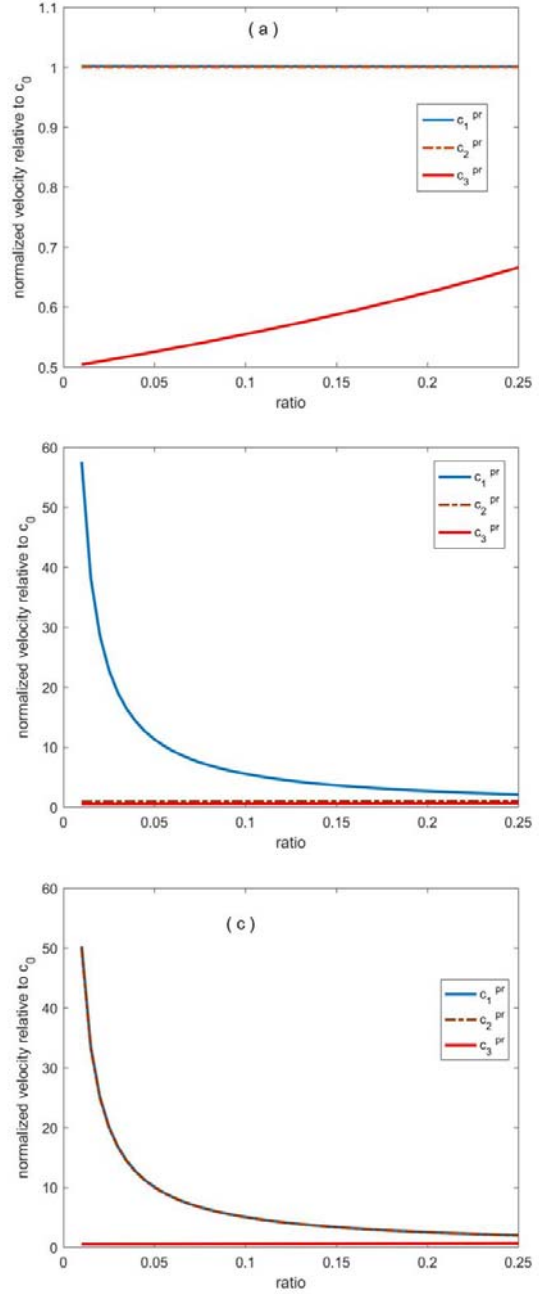 ( a )
1.1
1
0.9
0.8
0.7
0.6
0.5
normalized velocity relative to c0
c1 pr
c2 pr
c3 pr
0 0.05 0.1 0.15 0.2 0.25
ratio
60
50
40
30
20
10
0
normalized velocity relative to c0
c1 pr
c2 pr
c3 pr
0 0.05 0.1 0.15 0.2 0.25
ratio
( c )
60
50
40
30
20
10
0
normalized velocity relative to c0
c1 pr
c2 pr
c3 pr
0 0.05 0.1 0.15 0.2 0.25
ratio